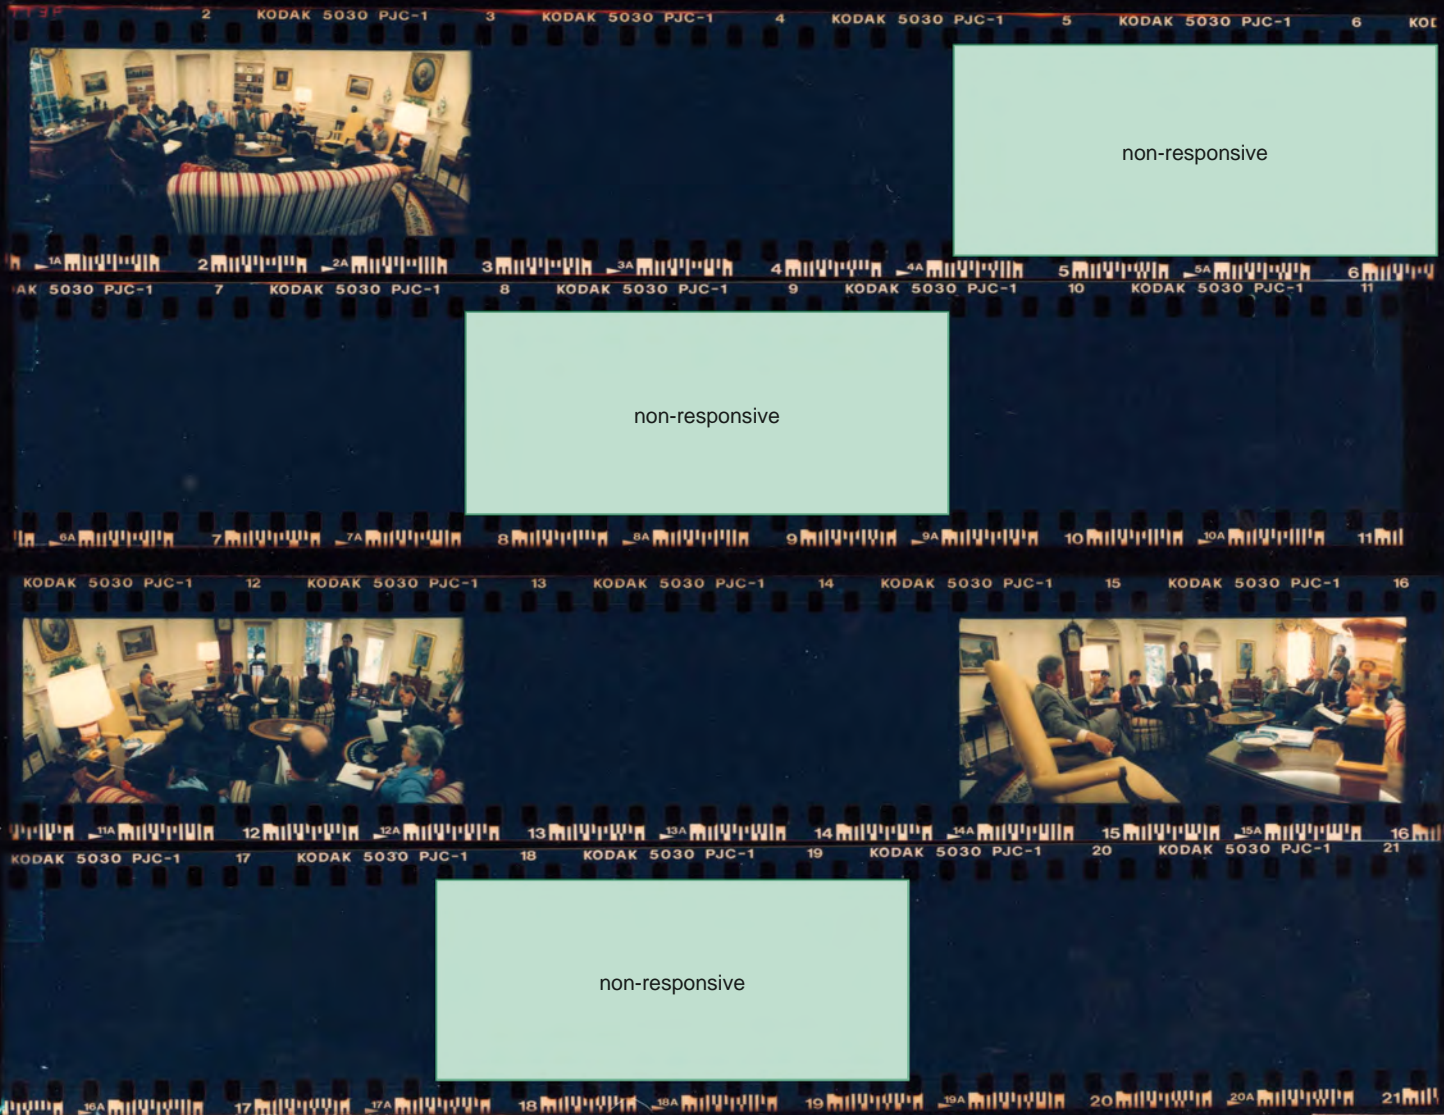 2 KODAK 5030 PJC-1 3 KODAK 5030 PJC-1 4 KODAK 5030 PJC-1 5 KODAK 5030 PJC-1 6
non-responsive
1A 2 2A 3 3A 4 4A 5 5A 6
5030 PJC-1 7 KODAK 5030 PJC-1 8 KODAK 5030 PJC-1 9 KODAK 5030 PJC-1 10 KODAK 5030 PJC-1 11
non-responsive
6A 7 7A 8 8A 9 9A 10 10A 11
KODAK 5030 PJC-1 12 KODAK 5030 PJC-1 13 KODAK 5030 PJC-1 14 KODAK 5030 PJC-1 15 KODAK 5030 PJC-1 16
11A 12 12A 13 13A 14 14A 15 15A 16
KODAK 5030 PJC-1 17 KODAK 5030 PJC-1 18 KODAK 5030 PJC-1 19 KODAK 5030 PJC-1 20 KODAK 5030 PJC-1 21
non-responsive
16A 17 17A 18 18A 19 19A 20 20A 21